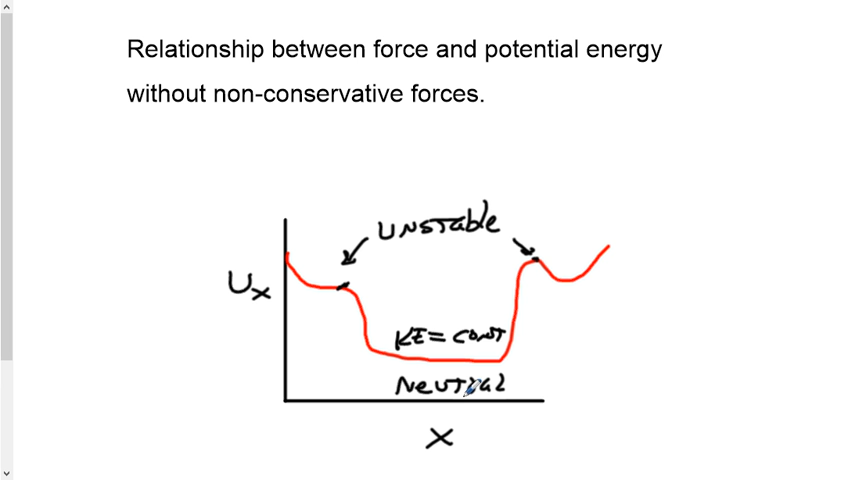 Relationship between force and potential energy
without non-conservative forces.
UNSTable
Ux
KE = CONST
NeUTRaL
X